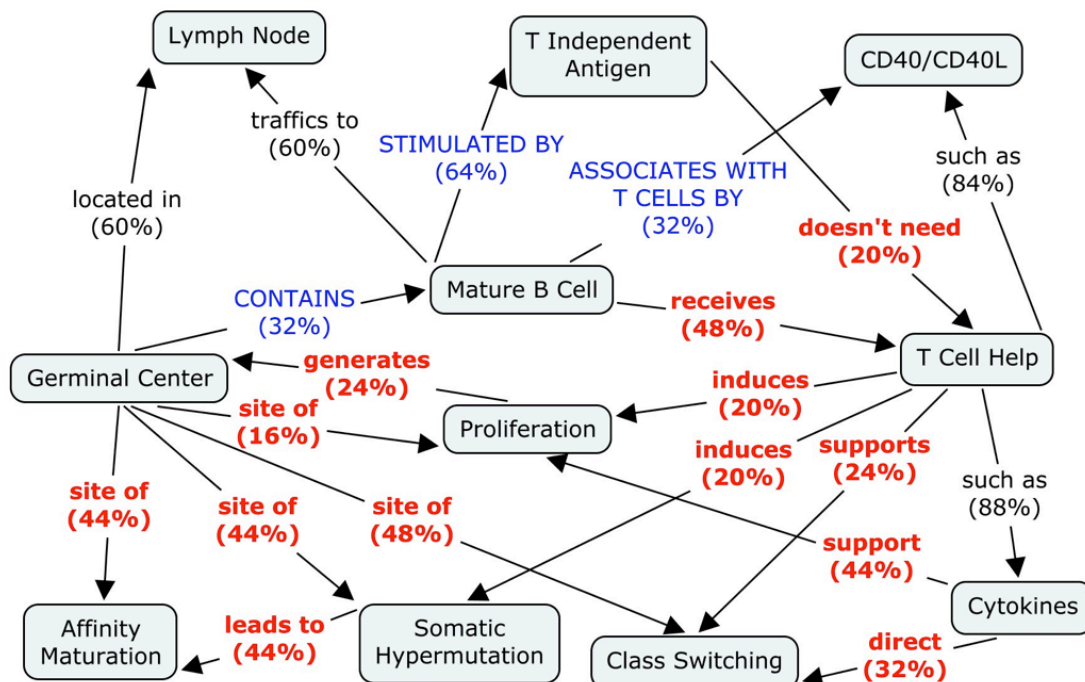 Lymph Node
T Independent
Antigen
CD40/CD40L
traffics to
(60%)
STIMULATED BY
(64%)
ASSOCIATES WITH
T CELLS BY
(32%)
such as
(84%)
located in
(60%)
doesn't need
(20%)
CONTAINS
(32%)
Mature B Cell
receives
(48%)
Germinal Center
generates
(24%)
T Cell Help
site of
(16%)
Proliferation
induces
(20%)
induces
(20%)
supports
(24%)
such as
(88%)
site of
(44%)
site of
(44%)
site of
(48%)
support
(44%)
Affinity
Maturation
leads to
(44%)
Somatic
Hypermutation
Class Switching
direct
(32%)
Cytokines